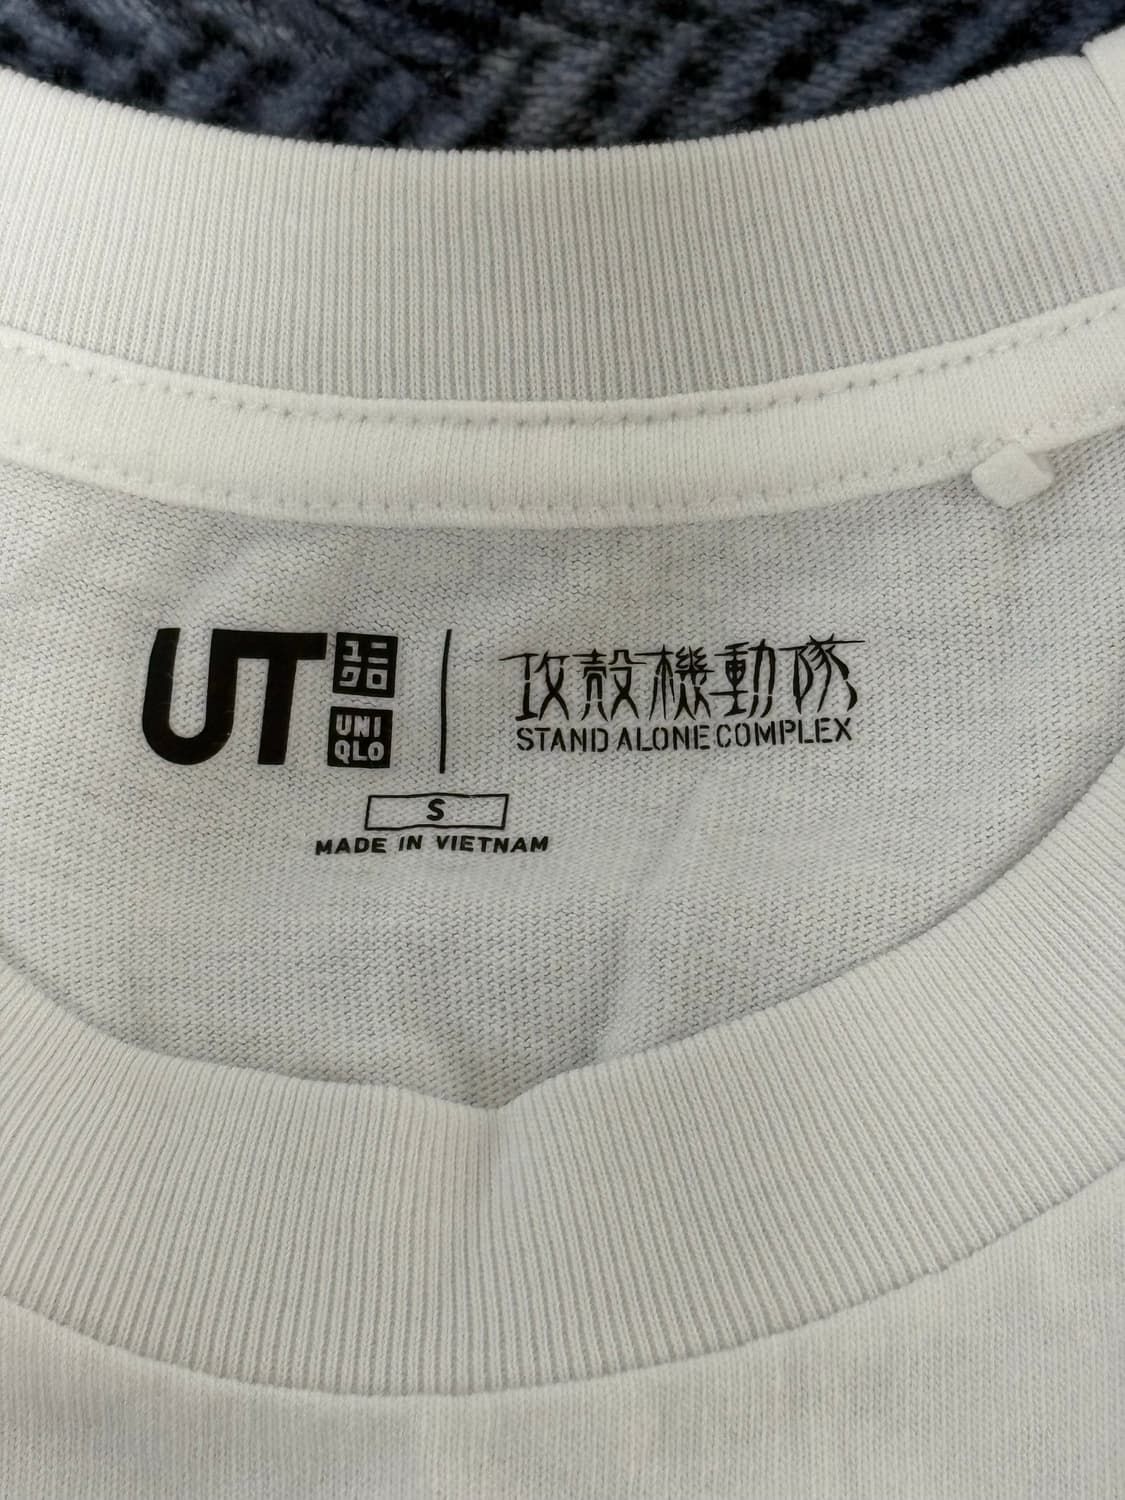 UT ユニクロ UNIQLO
攻殻機動隊
STAND ALONE COMPLEX
S
MADE IN VIETNAM